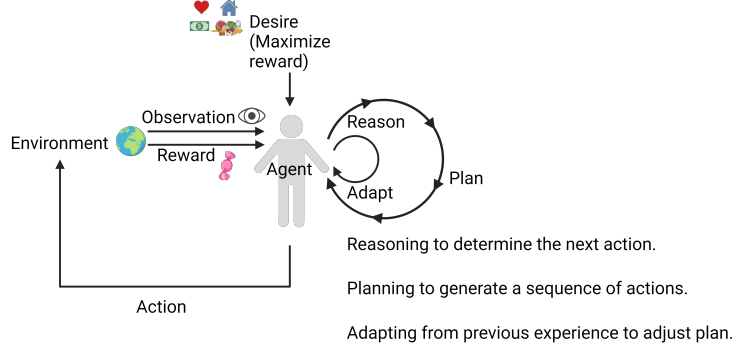 Desire
(Maximize
reward)
Observation
Environment
Reward
Agent
Reason
Adapt
Plan
Action
Reasoning to determine the next action.
Planning to generate a sequence of actions.
Adapting from previous experience to adjust plan.